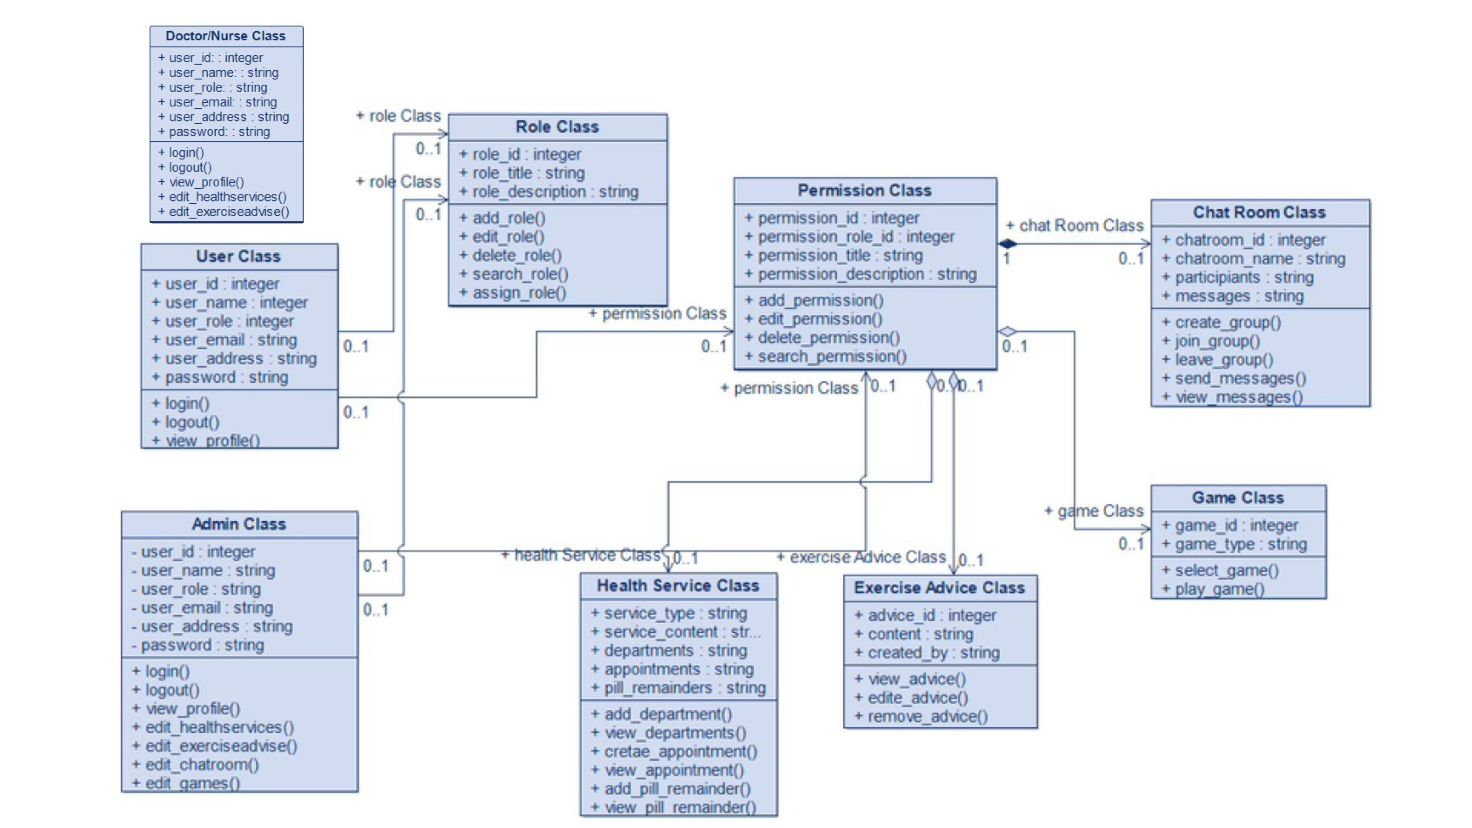 Doctor/Nurse Class
+ user_id: : integer
+ user_name: : string
+ user_role: : string
+ user_email: : string
+ user_address : string
+ password: : string
+ login()
+ logout()
+ view_profile()
+ edit_healthservices()
+ edit_exerciseadvise()
User Class
+ user_id : integer
+ user_name : integer
+ user_role : integer
+ user_email : string
+ user_address : string
+ password : string
+ login()
+ logout()
+ view_profile()
0..1
0..1
Admin Class
- user_id : integer
- user_name : string
- user_role : string
- user_email : string
- user_address : string
- password : string
+ login()
+ logout()
+ view_profile()
+ edit_healthservices()
+ edit_exerciseadvise()
+ edit_chatroom()
+ edit_games()
0..1
0..1
+ role Class
0..1
+ role Class
0..1
Role Class
+ role_id : integer
+ role_title : string
+ role_description : string
+ add_role()
+ edit_role()
+ delete_role()
+ search_role()
+ assign_role()
+ permission Class
0..1
Permission Class
+ permission_id : integer
+ permission_role_id : integer
+ permission_title : string
+ permission_description : string
+ add_permission()
+ edit_permission()
+ delete_permission()
+ search_permission()
+ permission Class
0..1
0..1
0..1
+ chat Room Class
1
0..1
0..1
Chat Room Class
+ chatroom_id : integer
+ chatroom_name : string
+ participiants : string
+ messages : string
+ create_group()
+ join_group()
+ leave_group()
+ send_messages()
+ view_messages()
+ game Class
0..1
Game Class
+ game_id : integer
+ game_type : string
+ select_game()
+ play_game()
+ health Service Class
0..1
Health Service Class
+ service_type : string
+ service_content : str...
+ departments : string
+ appointments : string
+ pill_remainders : string
+ add_department()
+ view_departments()
+ cretae_appointment()
+ view_appointment()
+ add_pill_remainder()
+ view_pill_remainder()
+ exercise Advice Class
0..1
Exercise Advice Class
+ advice_id : integer
+ content : string
+ created_by : string
+ view_advice()
+ edite_advice()
+ remove_advice()